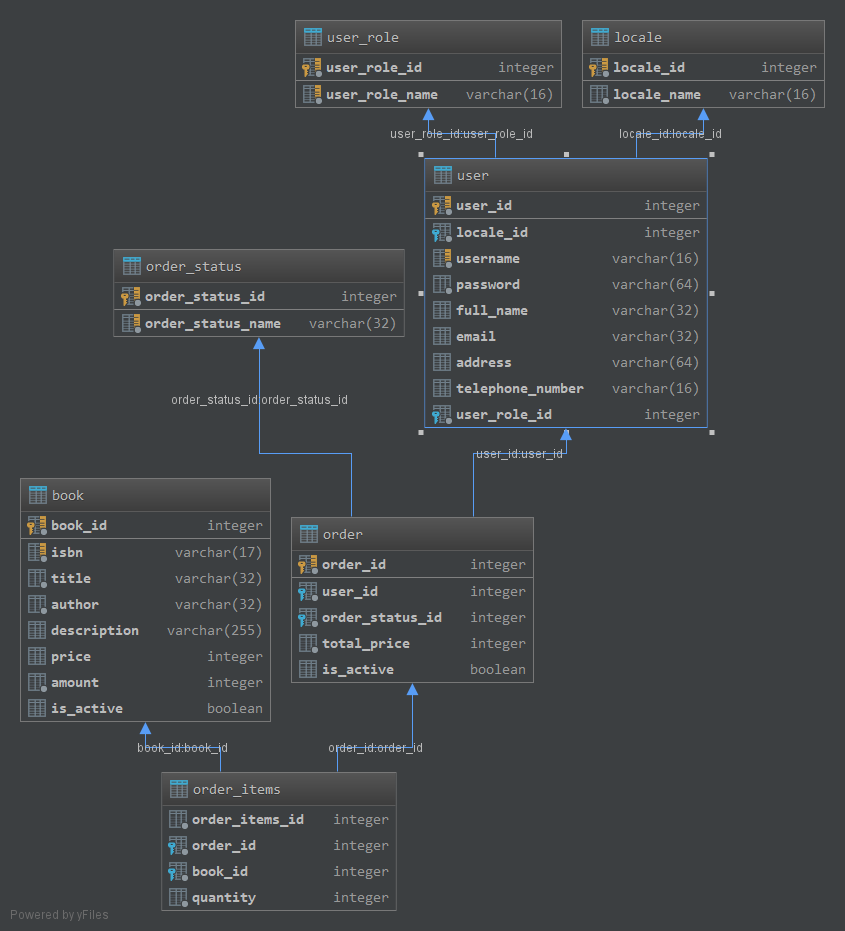 user_role
user_role_id integer
user_role_name varchar(16)
locale
locale_id integer
locale_name varchar(16)
user_role_id:user_role_id
locale_id:locale_id
user
user_id integer
locale_id integer
username varchar(16)
password varchar(64)
full_name varchar(32)
email varchar(32)
address varchar(64)
telephone_number varchar(16)
user_role_id integer
order_status
order_status_id integer
order_status_name varchar(32)
order_status_id:order_status_id
user_id:user_id
book
book_id integer
isbn varchar(17)
title varchar(32)
author varchar(32)
description varchar(255)
price integer
amount integer
is_active boolean
order
order_id integer
user_id integer
order_status_id integer
total_price integer
is_active boolean
book_id:book_id
order_id:order_id
order_items
order_items_id integer
order_id integer
book_id integer
quantity integer
Powered by yFiles